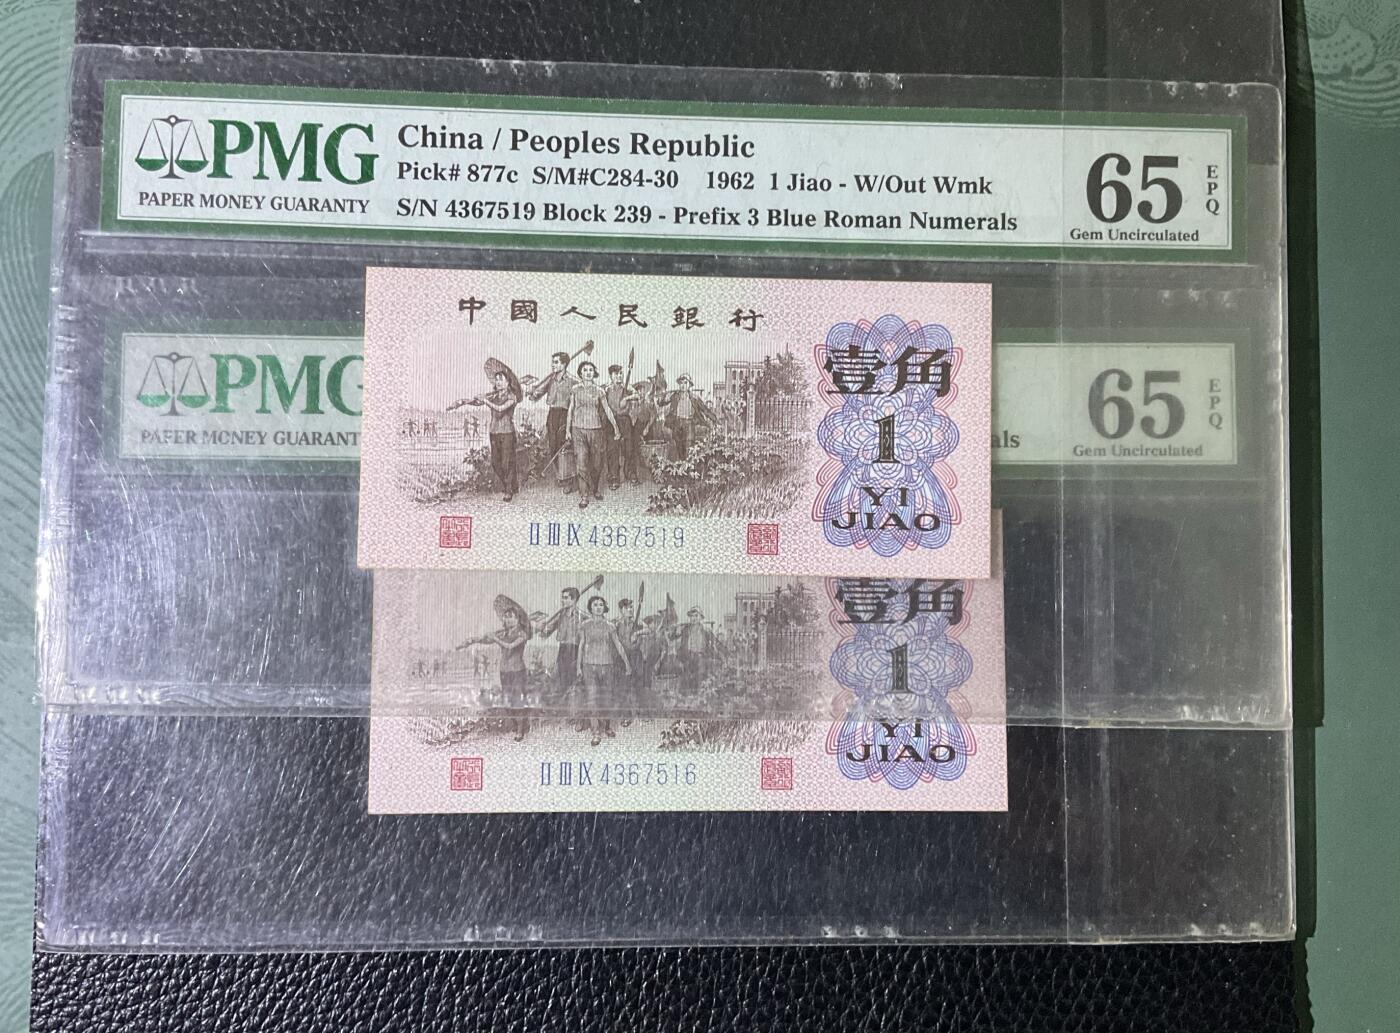 PMG
PAPER MONEY GUARANTY
China / Peoples Republic
Pick# 877c S/M#C284-30 1962 1 Jiao - W/Out Wmk
S/N 4367519 Block 239 - Prefix 3 Blue Roman Numerals
65
EPQ
Gem Uncirculated
中國人民銀行
壹角
1
YI
JIAO
II III IX 4367519
PMG
PAPER MONEY GUARANT
als
65
EPQ
Gem Uncirculated
壹角
1
YI
JIAO
II III IX 4367516